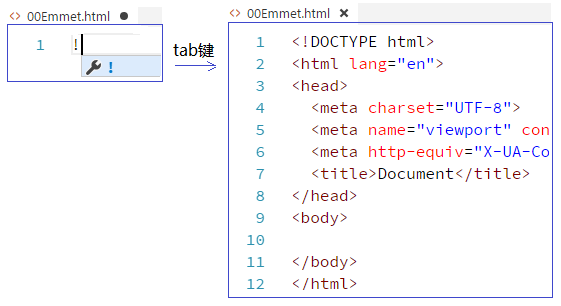 <> 00Emmet.html ●
1 !
!
tab键
<> 00Emmet.html ×
1 <!DOCTYPE html>
2 <html lang="en">
3 <head>
4 <meta charset="UTF-8">
5 <meta name="viewport" con
6 <meta http-equiv="X-UA-Co
7 <title>Document</title>
8 </head>
9 <body>
10
11 </body>
12 </html>